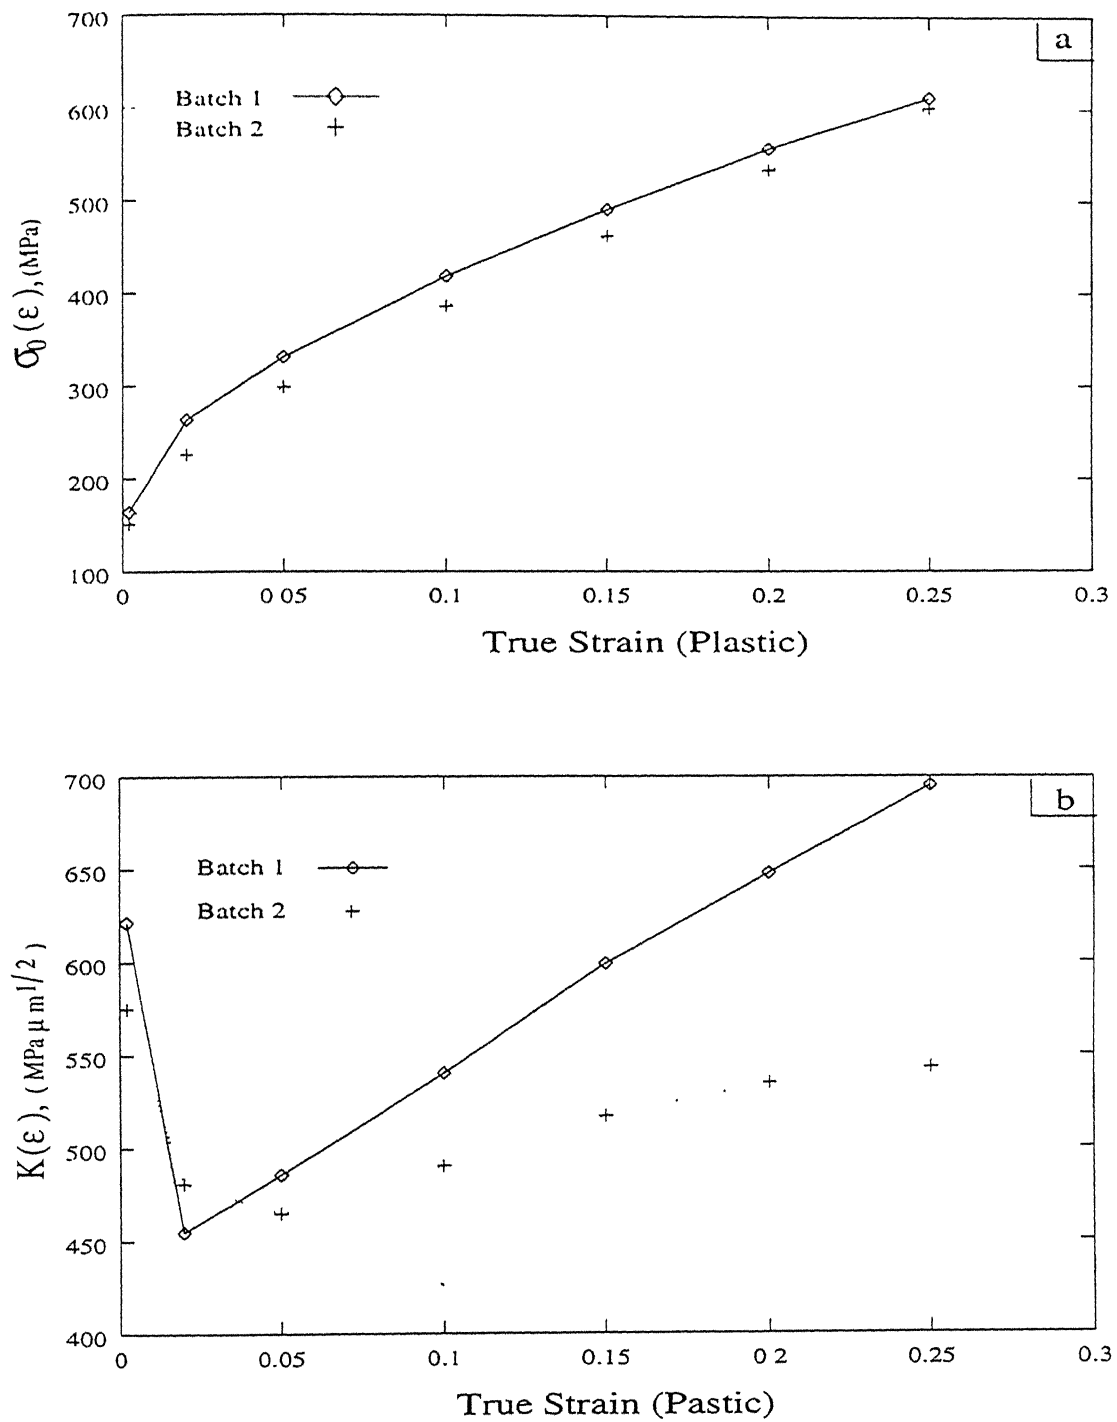 a
700
600
500
400
300
200
100
Batch 1
Batch 2
σ0(ε),(MPa)
0 0 05 0.1 0.15 0.2 0.25 0.3
True Strain (Plastic)
b
700
650
600
550
500
450
400
Batch 1
Batch 2
K(ε), (MPa μm1/2)
0 0.05 0.1 0.15 0 2 0.25 0.3
True Strain (Pastic)